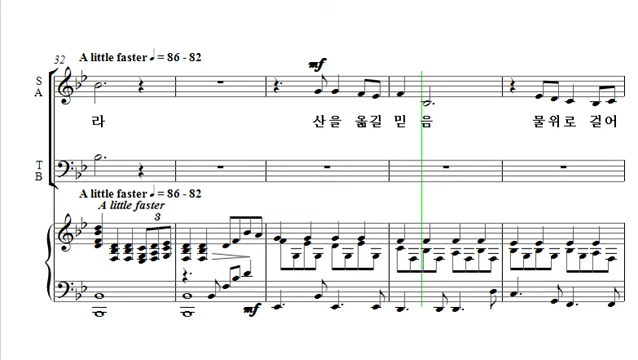 32 A little faster ♩ = 86 - 82
mf
S
A
라 산을 옮길 믿음 물위로 걸어
T
B
A little faster ♩ = 86 - 82
A little faster
3
mf